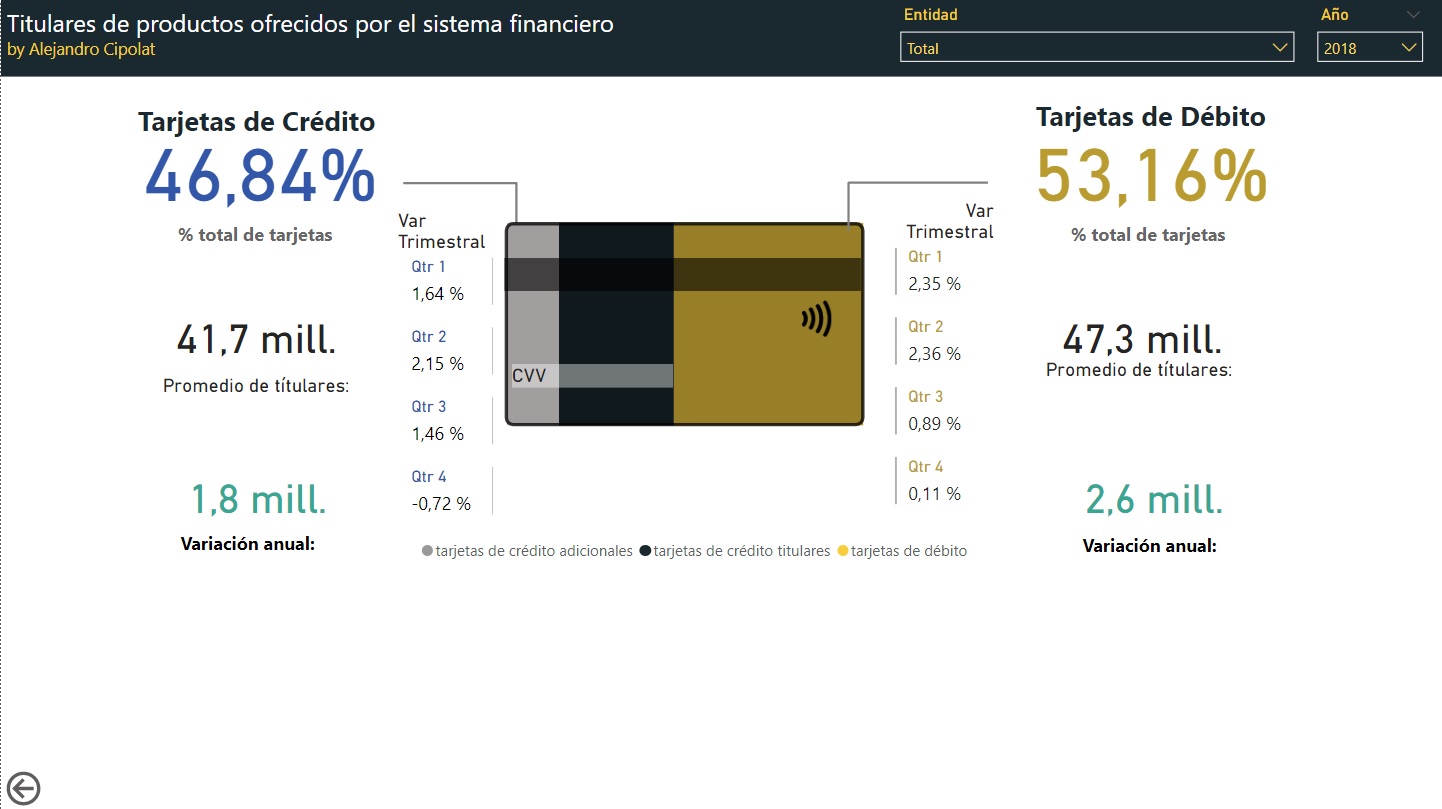 Titulares de productos ofrecidos por el sistema financiero
by Alejandro Cipolat
Entidad
Total
Año
2018
Tarjetas de Crédito
46,84%
% total de tarjetas
41,7 mill.
Promedio de títulares:
1,8 mill.
Variación anual:
Var
Trimestral
Qtr 1
1,64 %
Qtr 2
2,15 %
Qtr 3
1,46 %
Qtr 4
-0,72 %
CVV
Var
Trimestral
Qtr 1
2,35 %
Qtr 2
2,36 %
Qtr 3
0,89 %
Qtr 4
0,11 %
Tarjetas de Débito
53,16%
% total de tarjetas
47,3 mill.
Promedio de títulares:
2,6 mill.
Variación anual:
tarjetas de crédito adicionales tarjetas de crédito titulares tarjetas de débito